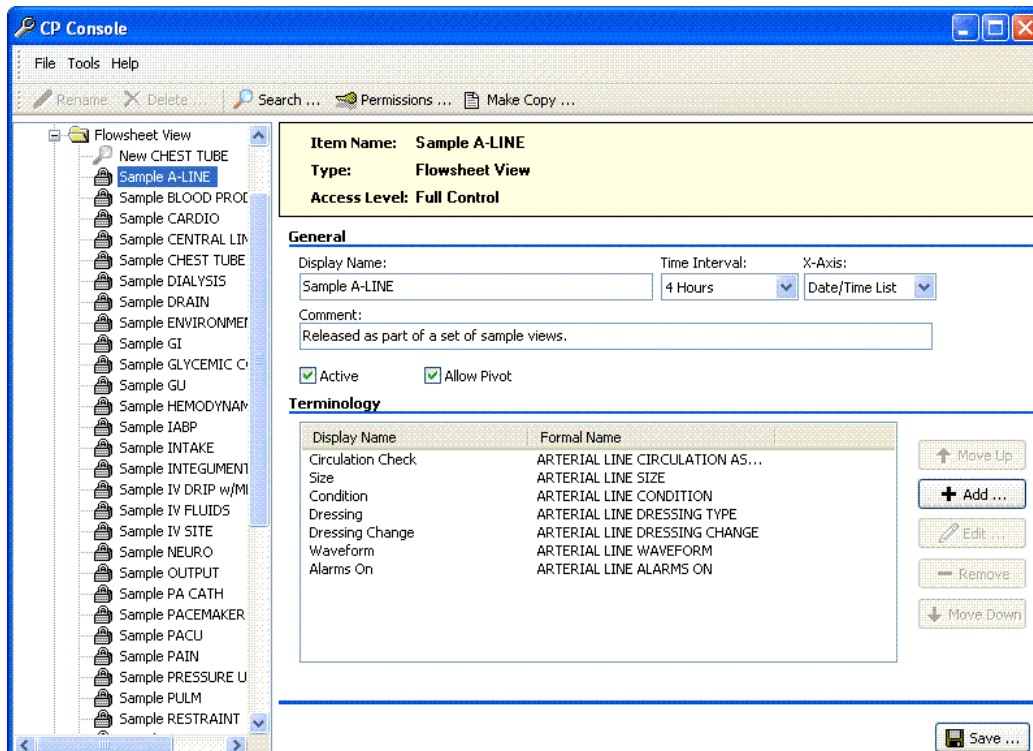 CP Console
File Tools Help
Rename Delete ... Search ... Permissions ... Make Copy ...
Flowsheet View
New CHEST TUBE
Sample A-LINE
Sample BLOOD PROD
Sample CARDIO
Sample CENTRAL LIN
Sample CHEST TUBE
Sample DIALYSIS
Sample DRAIN
Sample ENVIRONME
Sample GI
Sample GLYCEMIC C
Sample GU
Sample HEMODYNAM
Sample IABP
Sample INTAKE
Sample INTEGUMENT
Sample IV DRIP w/MI
Sample IV FLUIDS
Sample IV SITE
Sample NEURO
Sample OUTPUT
Sample PA CATH
Sample PACEMAKER
Sample PACU
Sample PAIN
Sample PRESSURE U
Sample PULM
Sample RESTRAINT
Item Name: Sample A-LINE
Type: Flowsheet View
Access Level: Full Control
General
Display Name: Time Interval: X-Axis:
Sample A-LINE 4 Hours Date/Time List
Comment:
Released as part of a set of sample views.
Active Allow Pivot
Terminology
Display Name Formal Name
Circulation Check ARTERIAL LINE CIRCULATION AS...
Size ARTERIAL LINE SIZE
Condition ARTERIAL LINE CONDITION
Dressing ARTERIAL LINE DRESSING TYPE
Dressing Change ARTERIAL LINE DRESSING CHANGE
Waveform ARTERIAL LINE WAVEFORM
Alarms On ARTERIAL LINE ALARMS ON
Move Up
Add ...
Edit ...
Remove
Move Down
Save ...